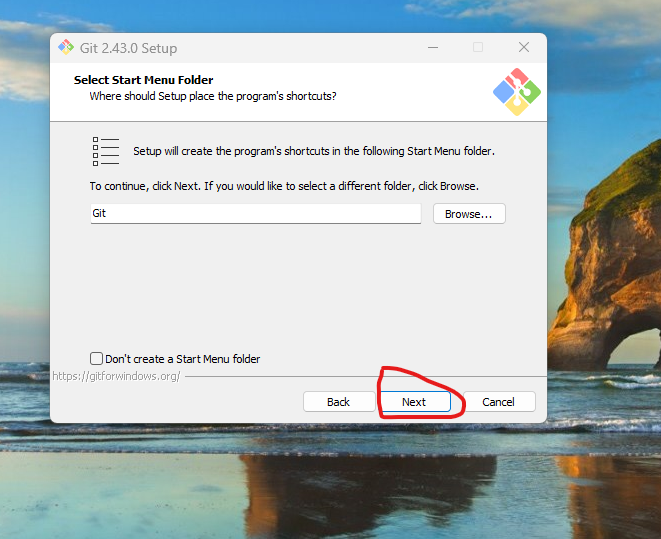 Git 2.43.0 Setup
Select Start Menu Folder
Where should Setup place the program's shortcuts?
Setup will create the program's shortcuts in the following Start Menu folder.
To continue, click Next. If you would like to select a different folder, click Browse.
Git
Browse...
Don't create a Start Menu folder
https://gitforwindows.org/
Back
Next
Cancel